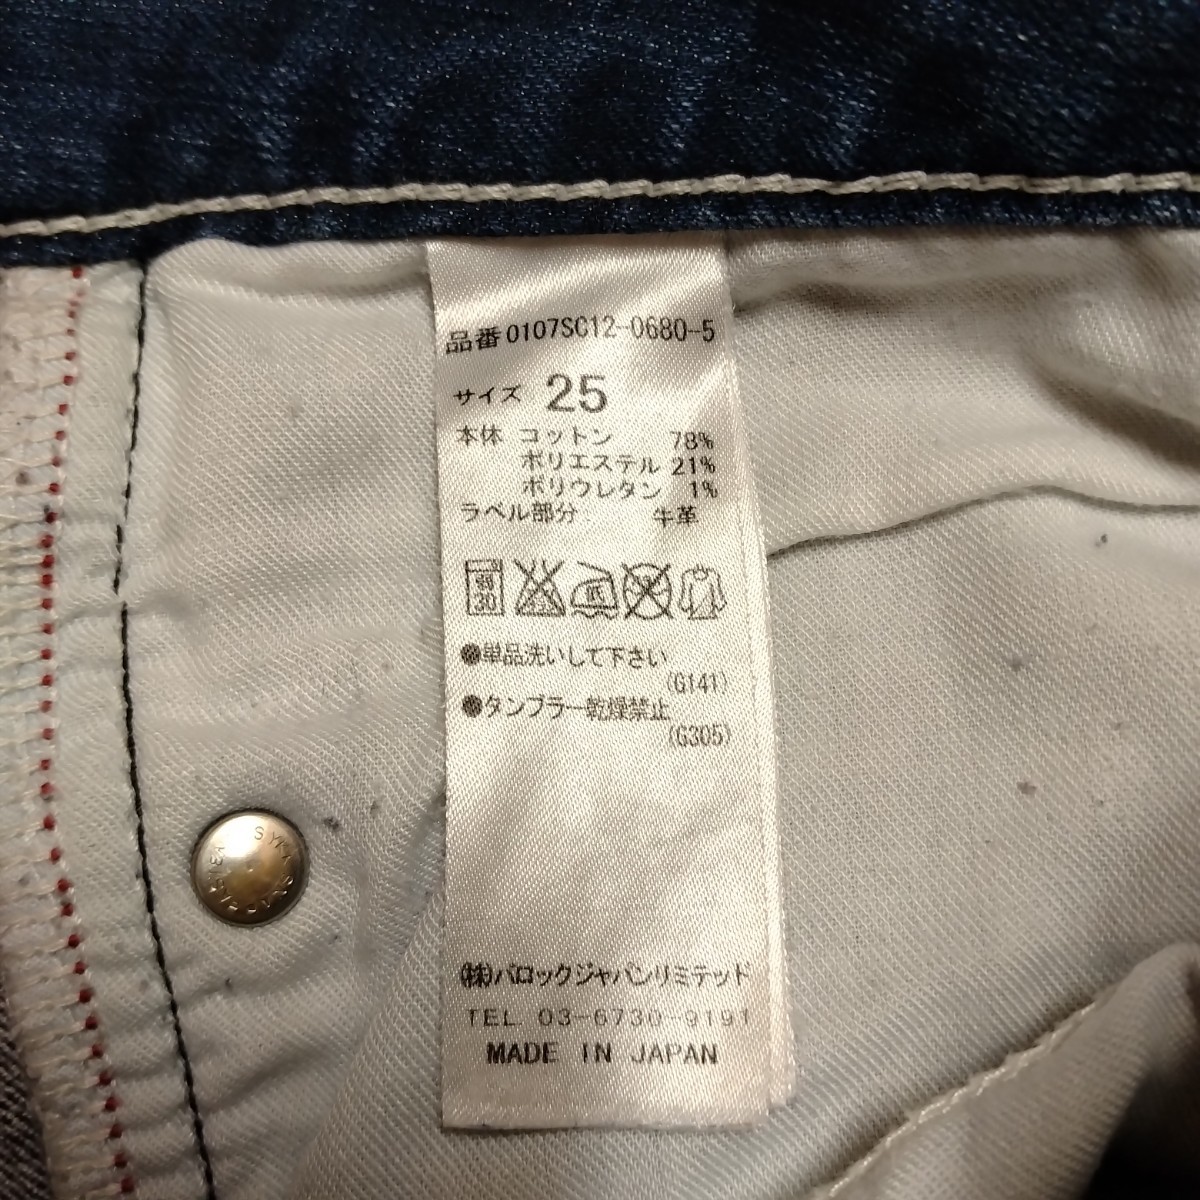 品番 0107SC12-0680-5
サイズ 25
本体 コットン 78%
ポリエステル 21%
ポリウレタン 1%
ラベル部分 牛革
弱
30
●単品洗いして下さい
(G141)
●タンブラー乾燥禁止
(G305)
㈱バロックジャパンリミテッド
TEL 03-6730-9191
MADE IN JAPAN